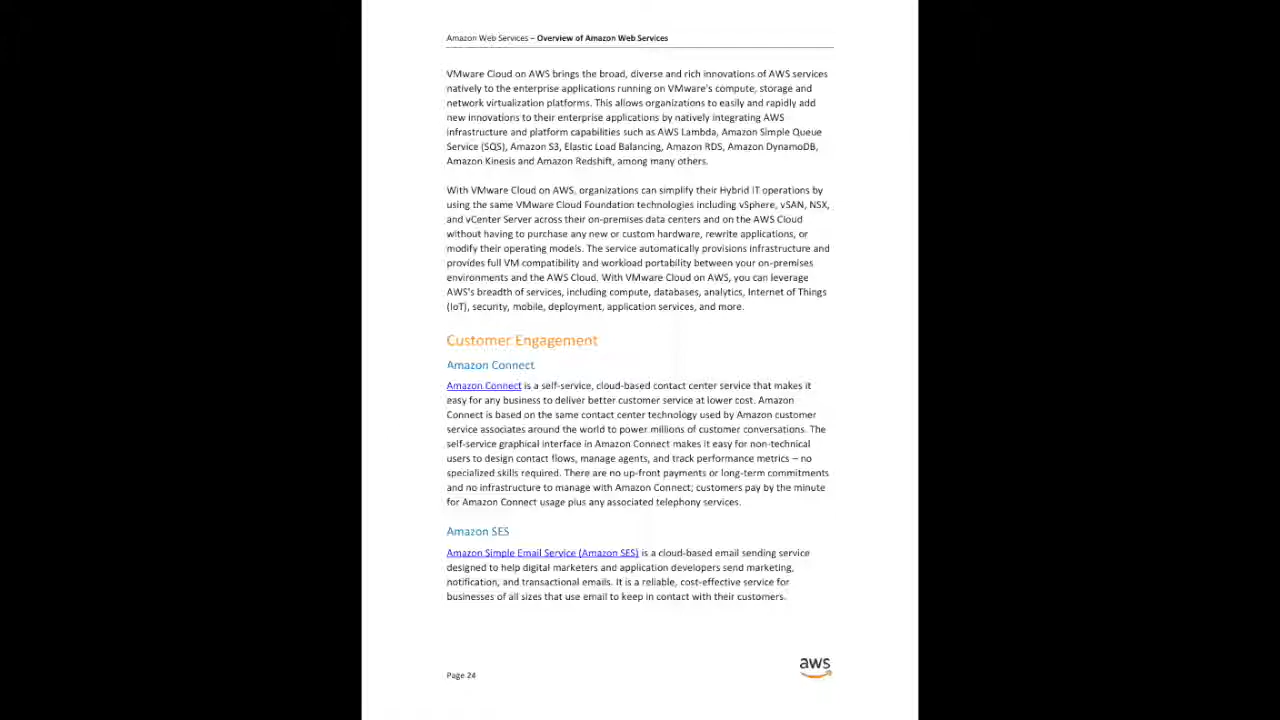 Amazon Web Services – Overview of Amazon Web Services
VMware Cloud on AWS brings the broad, diverse and rich innovations of AWS services
natively to the enterprise applications running on VMware's compute, storage and
network virtualization platforms. This allows organizations to easily and rapidly add
new innovations to their enterprise applications by natively integrating AWS
infrastructure and platform capabilities such as AWS Lambda, Amazon Simple Queue
Service (SQS), Amazon S3, Elastic Load Balancing, Amazon RDS, Amazon DynamoDB,
Amazon Kinesis and Amazon Redshift, among many others.
With VMware Cloud on AWS, organizations can simplify their Hybrid IT operations by
using the same VMware Cloud Foundation technologies including vSphere, vSAN, NSX,
and vCenter Server across their on-premises data centers and on the AWS Cloud
without having to purchase any new or custom hardware, rewrite applications, or
modify their operating models. The service automatically provisions infrastructure and
provides full VM compatibility and workload portability between your on-premises
environments and the AWS Cloud. With VMware Cloud on AWS, you can leverage
AWS's breadth of services, including compute, databases, analytics, Internet of Things
(IoT), security, mobile, deployment, application services, and more.
Customer Engagement
Amazon Connect
Amazon Connect is a self-service, cloud-based contact center service that makes it
easy for any business to deliver better customer service at lower cost. Amazon
Connect is based on the same contact center technology used by Amazon customer
service associates around the world to power millions of customer conversations. The
self-service graphical interface in Amazon Connect makes it easy for non-technical
users to design contact flows, manage agents, and track performance metrics – no
specialized skills required. There are no up-front payments or long-term commitments
and no infrastructure to manage with Amazon Connect; customers pay by the minute
for Amazon Connect usage plus any associated telephony services.
Amazon SES
Amazon Simple Email Service (Amazon SES) is a cloud-based email sending service
designed to help digital marketers and application developers send marketing,
notification, and transactional emails. It is a reliable, cost-effective service for
businesses of all sizes that use email to keep in contact with their customers.
aws
Page 24